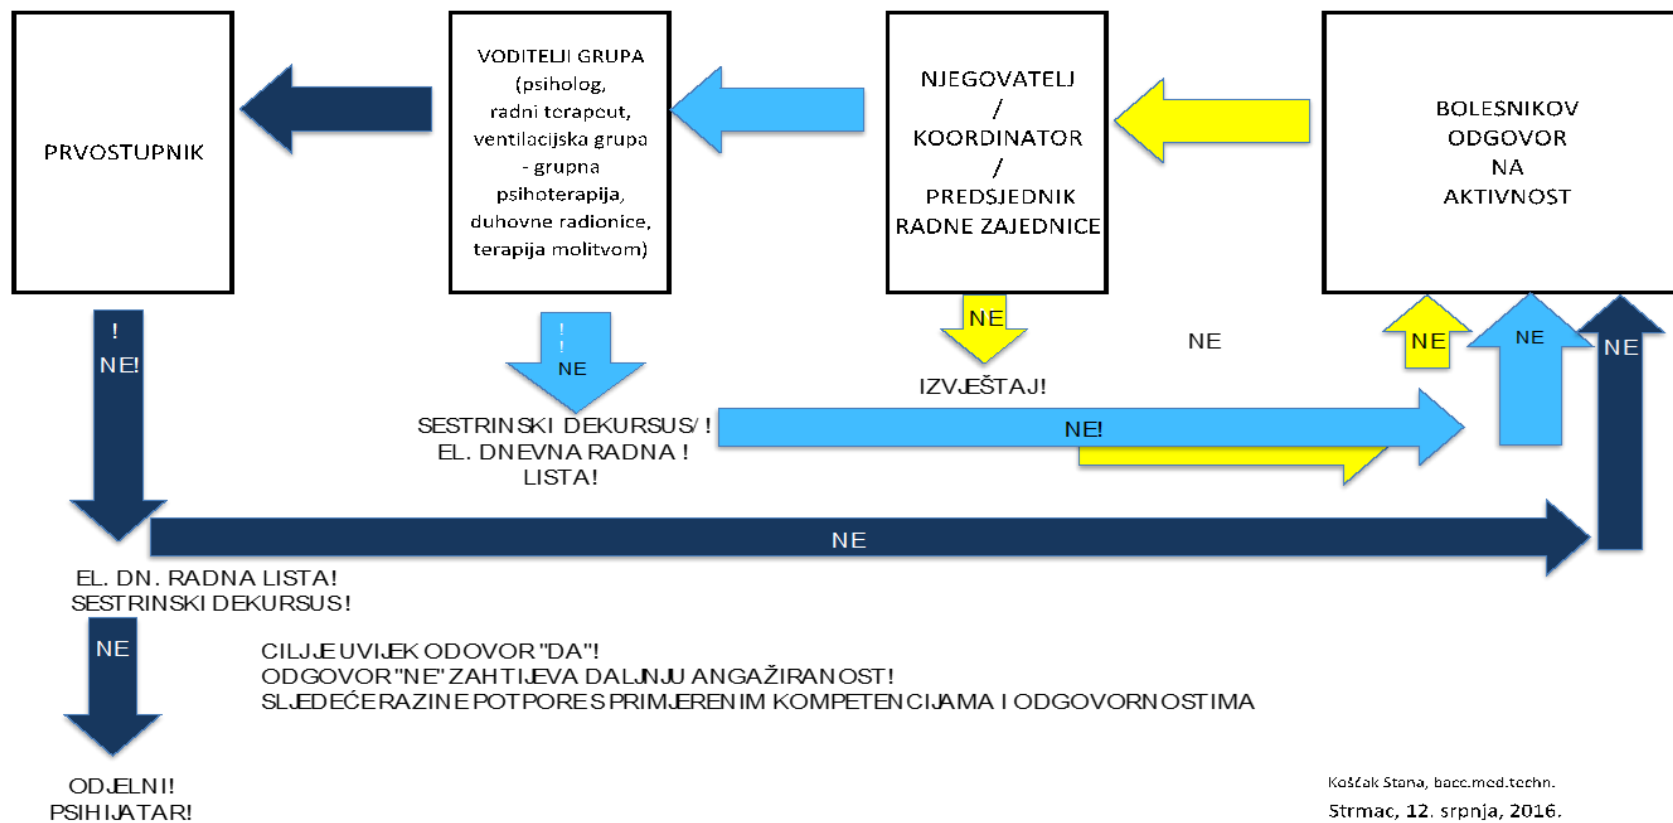 PRVOSTUPNIK
VODITELJI GRUPA
(psiholog,
radni terapeut,
ventilacijska grupa
- grupna
psihoterapija,
duhovne radionice,
terapija molitvom)
NJEGOVATELJ
/
KOORDINATOR
/
PREDSJEDNIK
RADNE ZAJEDNICE
BOLESNIKOV
ODGOVOR
NA
AKTIVNOST
!
NE!
!
!
NE
NE
NE
NE
NE
NE
IZVJEŠTAJ!
SESTRINSKI DEKURSUS/ !
EL. DNEVNA RADNA !
LISTA!
NE!
NE
EL. DN. RADNA LISTA!
SESTRINSKI DEKURSUS!
NE
CILJ JE UVIJEK ODOVOR "DA"!
ODGOVOR "NE" ZAHTIJEVA DALJNJU ANGAŽIRANOST!
SLJEDEĆE RAZINE POTPORE S PRIMJERENIM KOMPETENCIJAMA I ODGOVORNOSTIMA
ODJELNI!
PSIHIJATAR!
Koščak Stana, bacc.med.techn.
Strmac, 12. srpnja, 2016.